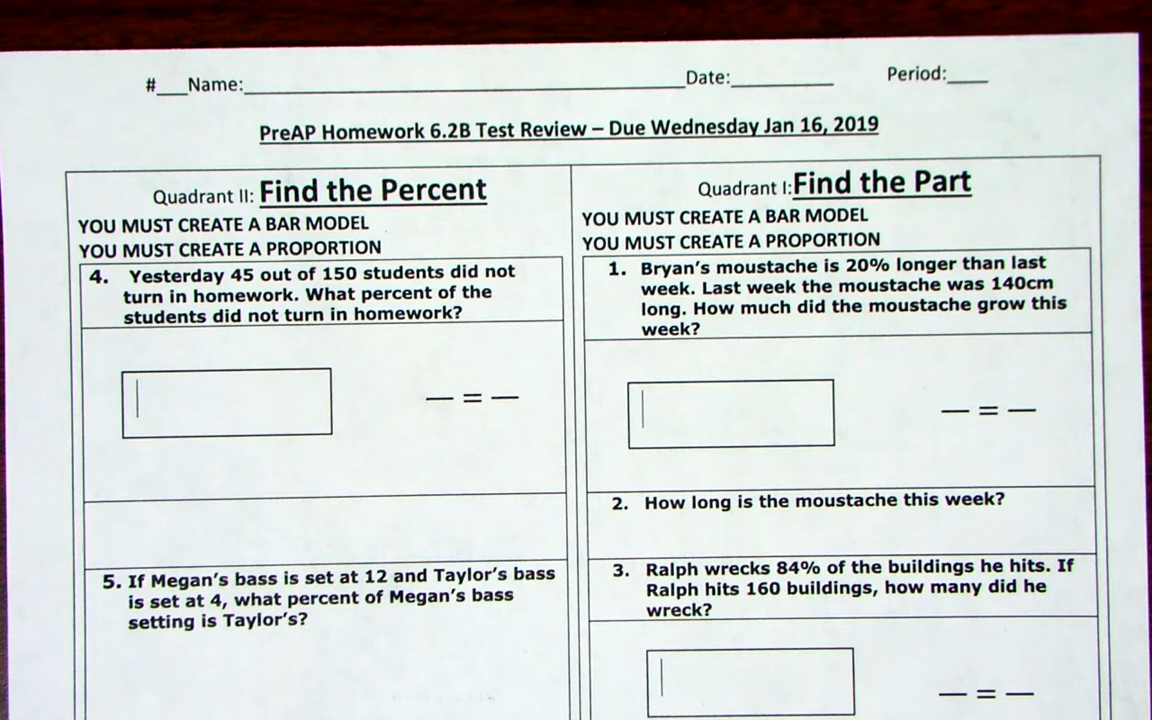 #___Name:______________________________Date:__________ Period:____
PreAP Homework 6.2B Test Review – Due Wednesday Jan 16, 2019
Quadrant II: Find the Percent
YOU MUST CREATE A BAR MODEL
YOU MUST CREATE A PROPORTION
4. Yesterday 45 out of 150 students did not
turn in homework. What percent of the
students did not turn in homework?
— = —
5. If Megan's bass is set at 12 and Taylor's bass
is set at 4, what percent of Megan's bass
setting is Taylor's?
Quadrant I:Find the Part
YOU MUST CREATE A BAR MODEL
YOU MUST CREATE A PROPORTION
1. Bryan's moustache is 20% longer than last
week. Last week the moustache was 140cm
long. How much did the moustache grow this
week?
— = —
2. How long is the moustache this week?
3. Ralph wrecks 84% of the buildings he hits. If
Ralph hits 160 buildings, how many did he
wreck?
— = —